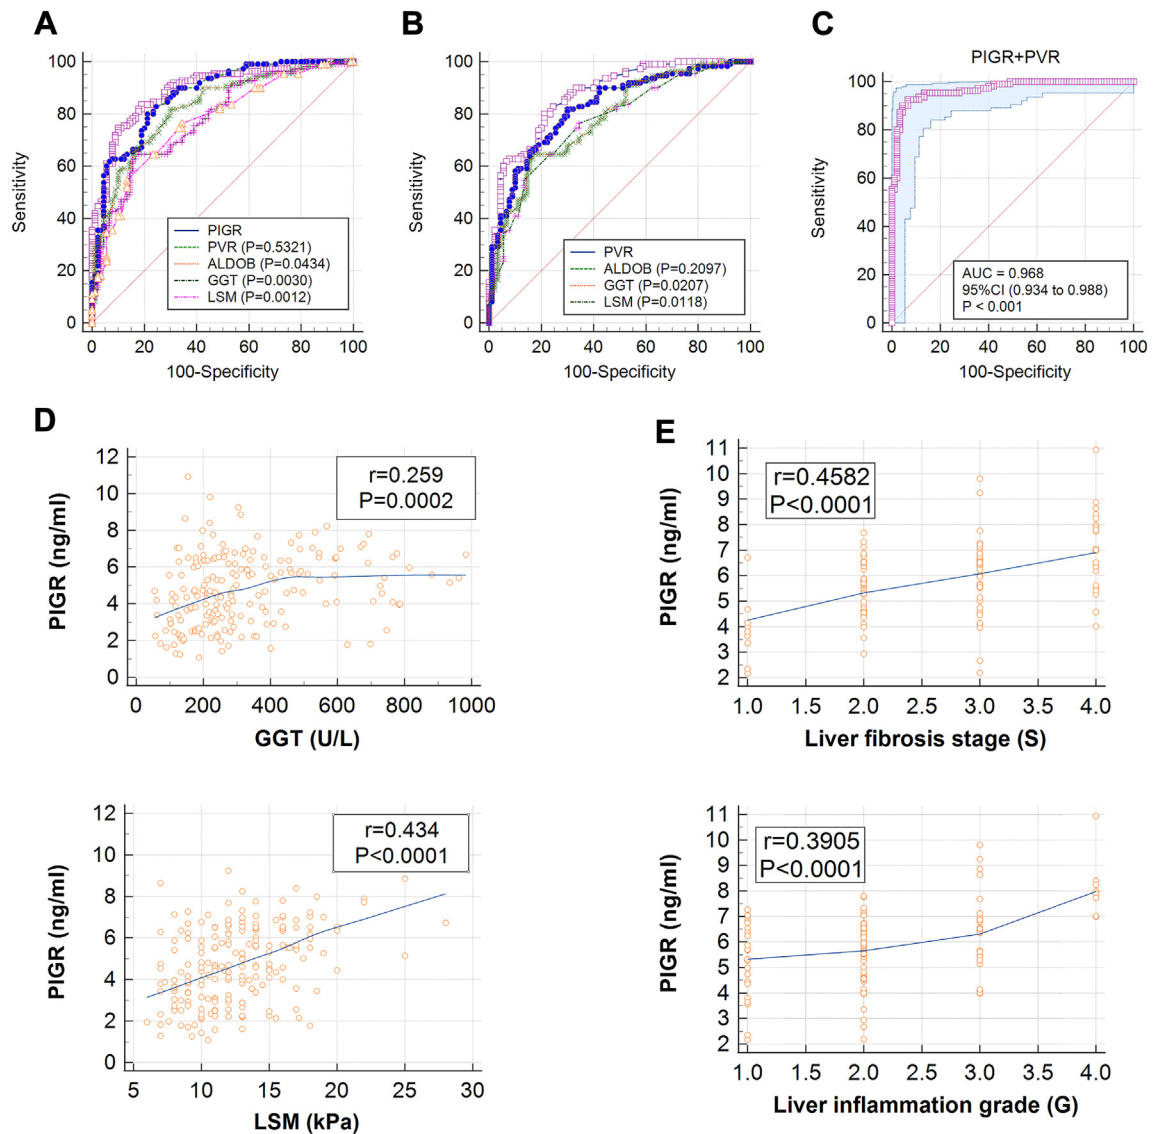 A
B
C
100
80
60
40
20
0
Sensitivity
PIGR
PVR (P=0.5321)
ALDOB (P=0.0434)
GGT (P=0.0030)
LSM (P=0.0012)
0 20 40 60 80 100
100-Specificity
100
80
60
40
20
0
Sensitivity
PVR
ALDOB (P=0.2097)
GGT (P=0.0207)
LSM (P=0.0118)
0 20 40 60 80 100
100-Specificity
PIGR+PVR
100
80
60
40
20
0
Sensitivity
AUC = 0.968
95%CI (0.934 to 0.988)
P < 0.001
0 20 40 60 80 100
100-Specificity
D
12
10
8
6
4
2
0
PIGR (ng/ml)
r=0.259
P=0.0002
0 200 400 600 800 1000
GGT (U/L)
E
11
10
9
8
7
6
5
4
3
2
PIGR (ng/ml)
r=0.4582
P<0.0001
1.0 1.5 2.0 2.5 3.0 3.5 4.0
Liver fibrosis stage (S)
12
10
8
6
4
2
0
PIGR (ng/ml)
r=0.434
P<0.0001
5 10 15 20 25 30
LSM (kPa)
11
10
9
8
7
6
5
4
3
2
PIGR (ng/ml)
r=0.3905
P<0.0001
1.0 1.5 2.0 2.5 3.0 3.5 4.0
Liver inflammation grade (G)